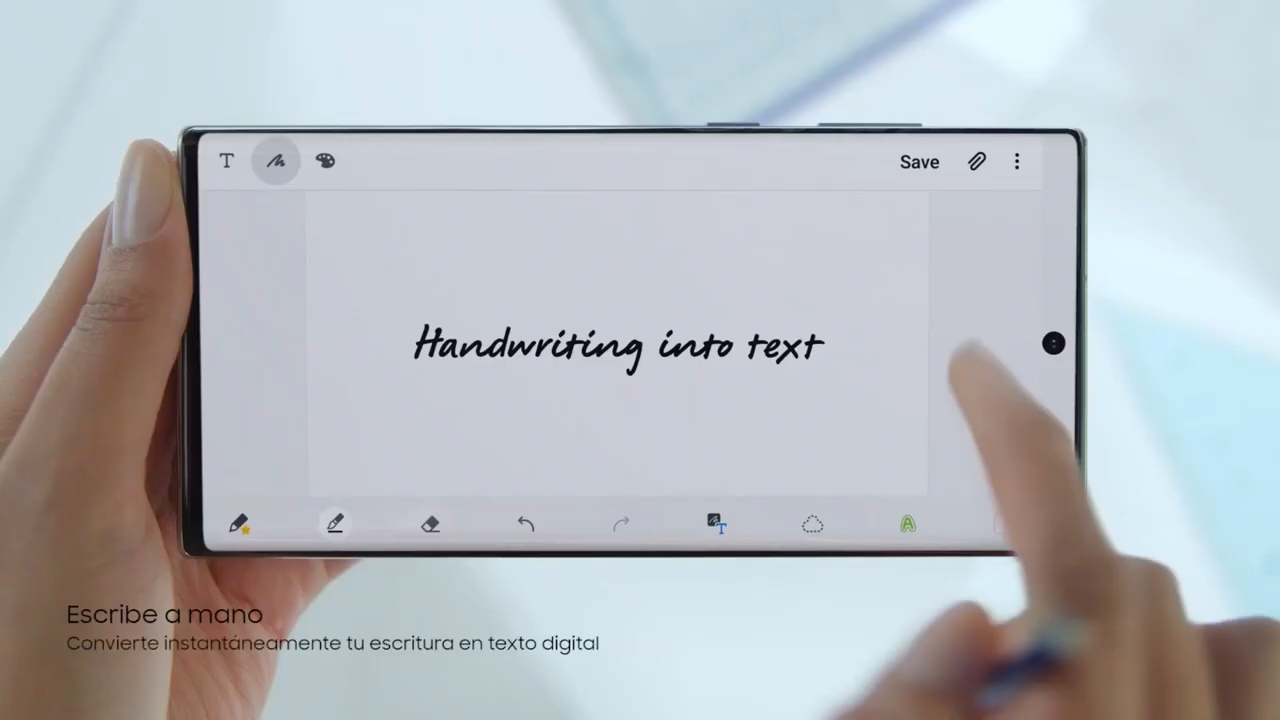 T
Save
Handwriting into text
T
A
Escribe a mano
Convierte instantáneamente tu escritura en texto digital